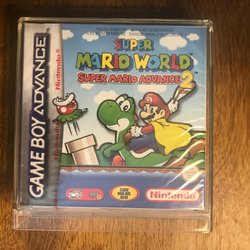 GAME BOY ADVANCE
Nintendo
SUPER
MARIO WORLD
SUPER MARIO ADVANCE 2
Nintendo